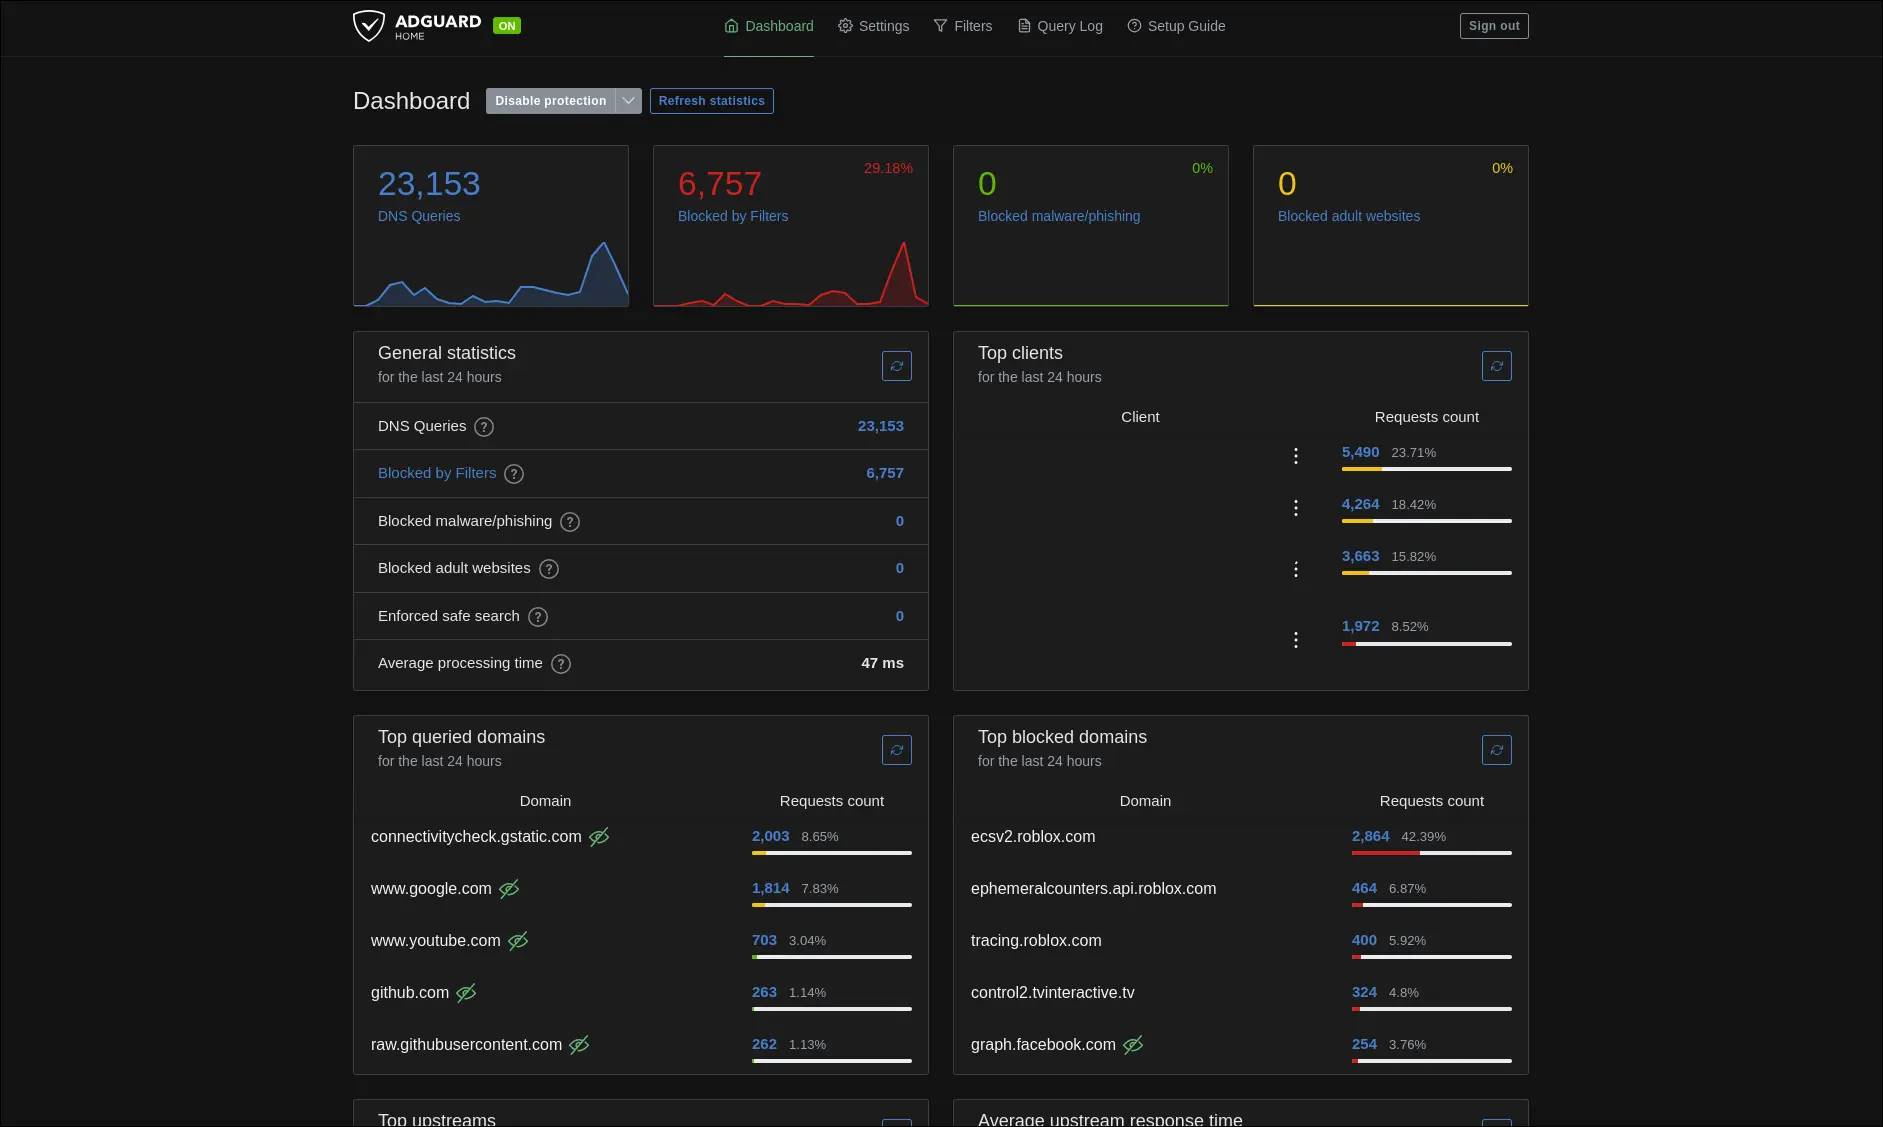 ADGUARD
HOME
ON
Dashboard
Settings
Filters
Query Log
Setup Guide
Sign out
Dashboard
Disable protection
Refresh statistics
23,153
DNS Queries
29.18%
6,757
Blocked by Filters
0%
0
Blocked malware/phishing
0%
0
Blocked adult websites
General statistics
for the last 24 hours
DNS Queries ? 23,153
Blocked by Filters ? 6,757
Blocked malware/phishing ? 0
Blocked adult websites ? 0
Enforced safe search ? 0
Average processing time ? 47 ms
Top clients
for the last 24 hours
Client Requests count
5,490 23.71%
4,264 18.42%
3,663 15.82%
1,972 8.52%
Top queried domains
for the last 24 hours
Domain Requests count
connectivitycheck.gstatic.com 2,003 8.65%
www.google.com 1,814 7.83%
www.youtube.com 703 3.04%
github.com 263 1.14%
raw.githubusercontent.com 262 1.13%
Top blocked domains
for the last 24 hours
Domain Requests count
ecsv2.roblox.com 2,864 42.39%
ephemeralcounters.api.roblox.com 464 6.87%
tracing.roblox.com 400 5.92%
control2.tvinteractive.tv 324 4.8%
graph.facebook.com 254 3.76%
Top upstreams
Average upstream response time